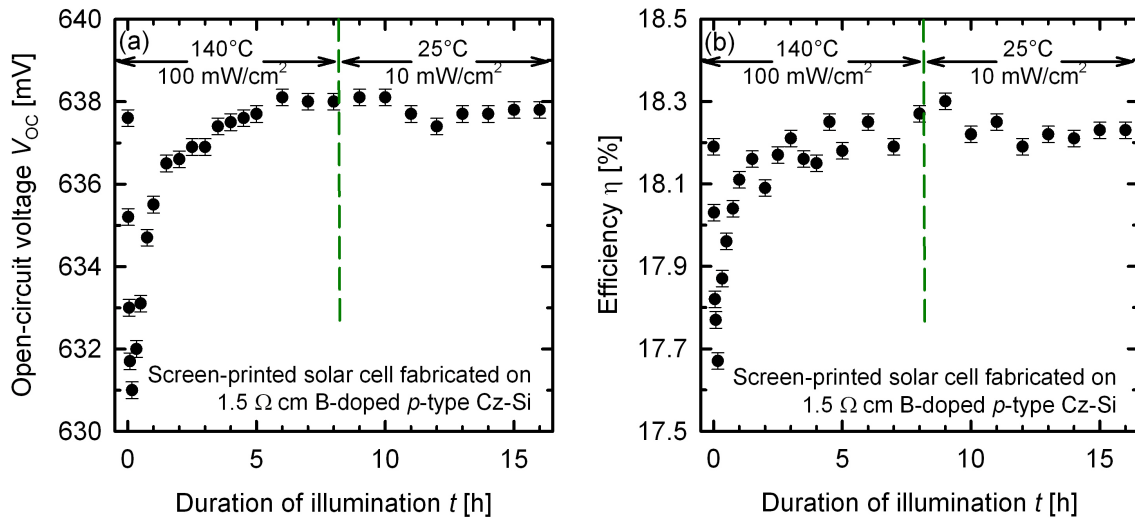 (a)
140°C
100 mW/cm²
25°C
10 mW/cm²
Open-circuit voltage V_OC [mV]
640
638
636
634
632
630
Screen-printed solar cell fabricated on
1.5 Ω cm B-doped p-type Cz-Si
0
5
10
15
Duration of illumination t [h]
(b)
140°C
100 mW/cm²
25°C
10 mW/cm²
Efficiency η [%]
18.5
18.3
18.1
17.9
17.7
17.5
Screen-printed solar cell fabricated on
1.5 Ω cm B-doped p-type Cz-Si
0
5
10
15
Duration of illumination t [h]